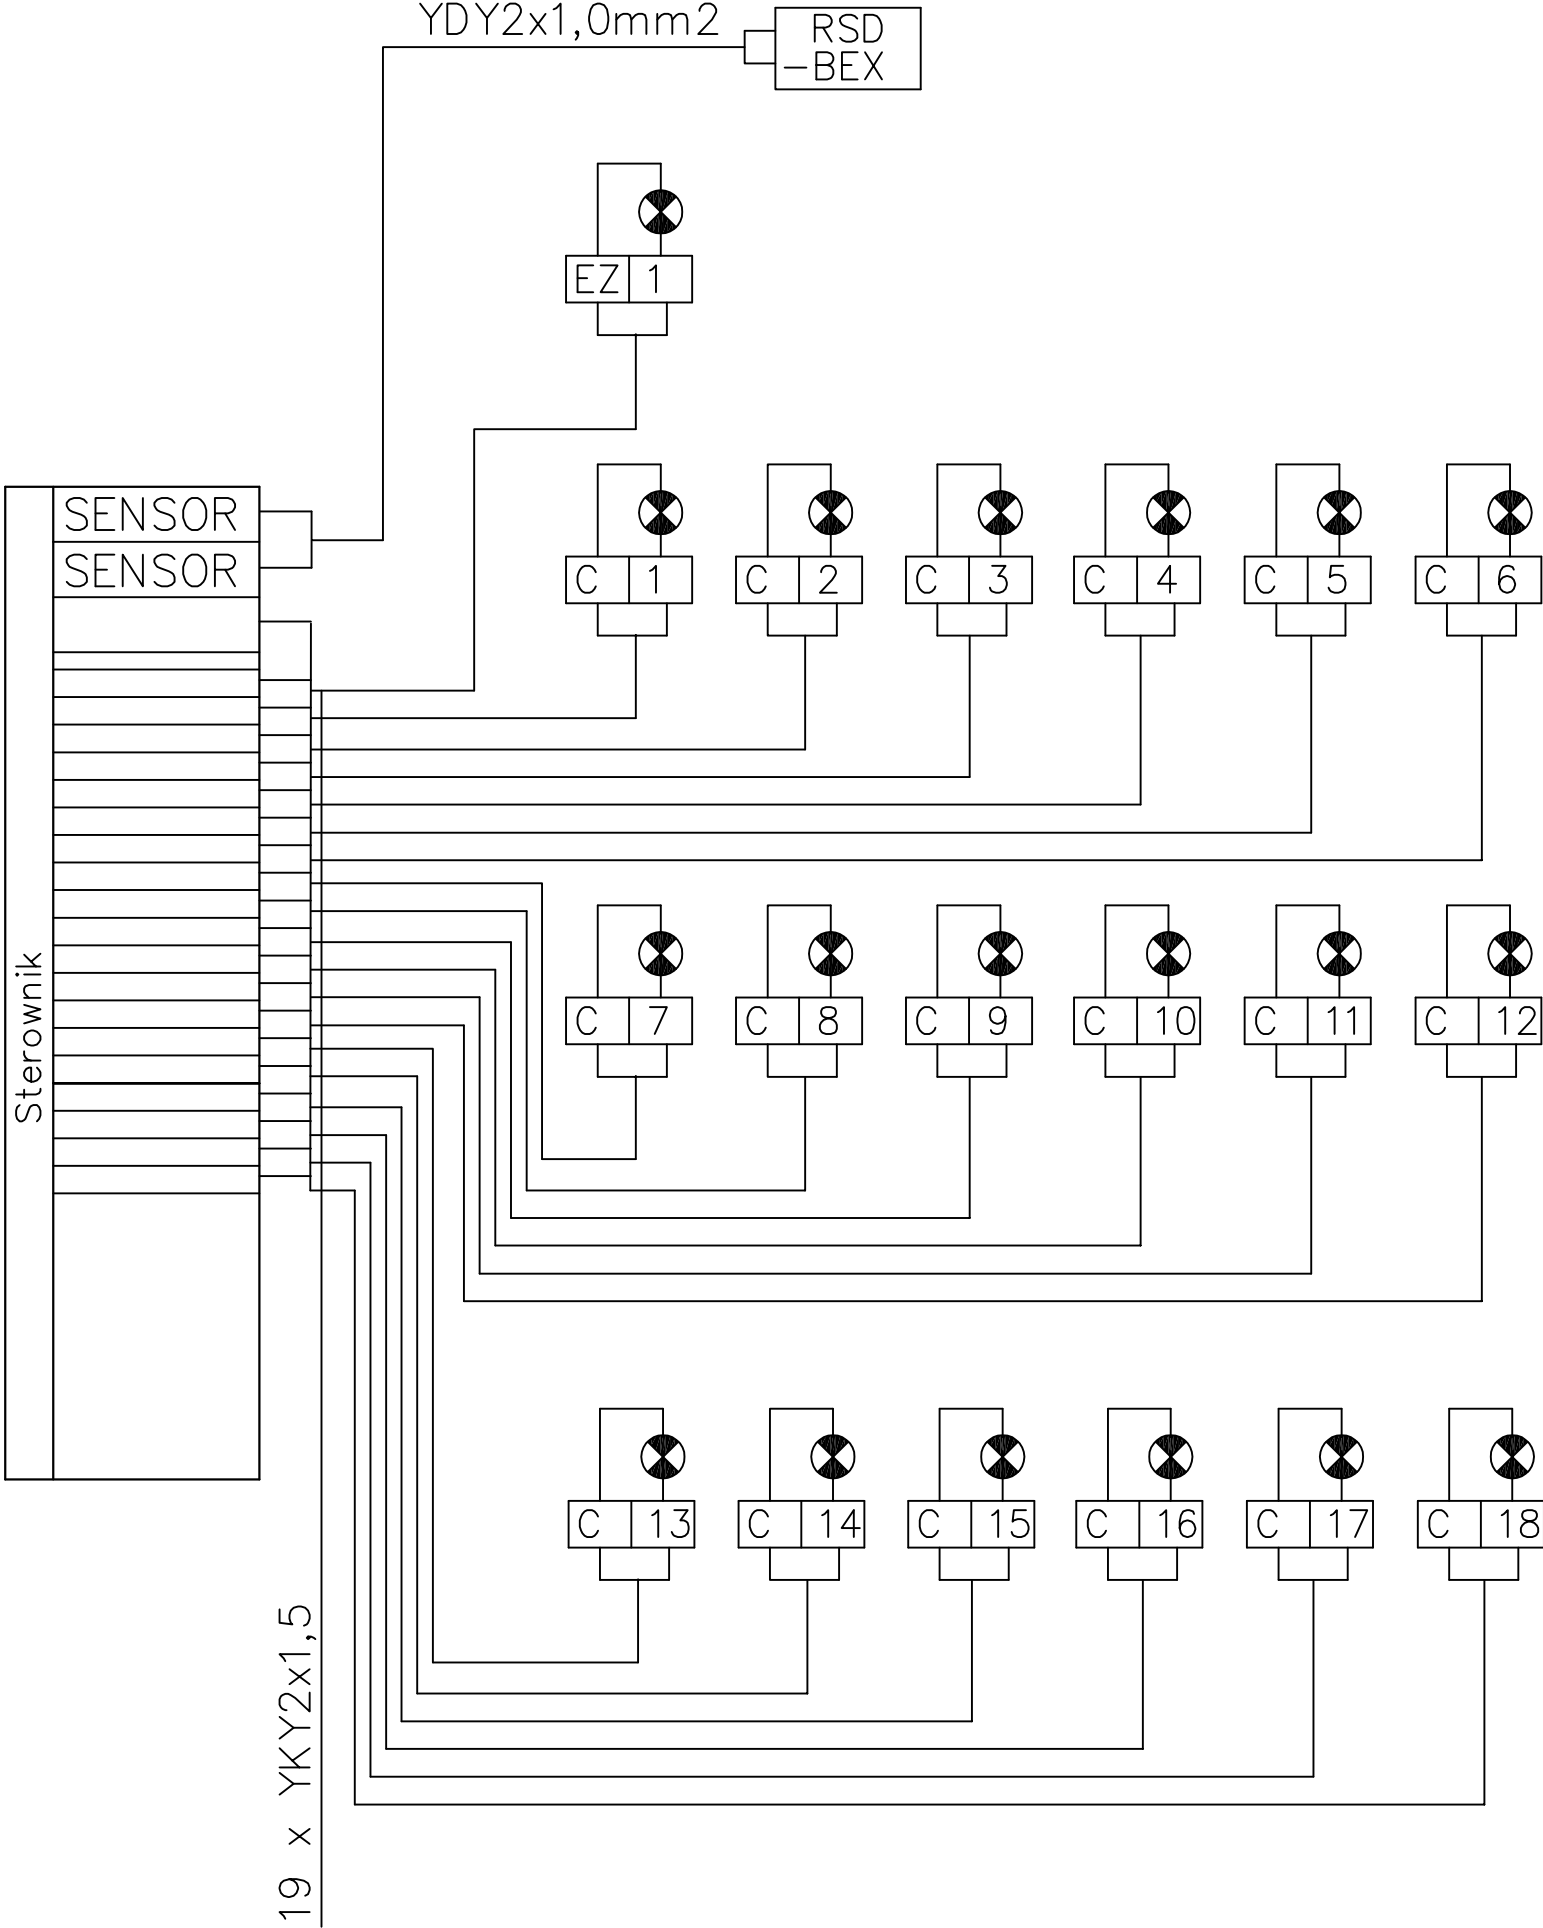 YDY2x1,0mm2
RSD
-BEX
EZ 1
SENSOR
SENSOR
C 1
C 2
C 3
C 4
C 5
C 6
Sterownik
C 7
C 8
C 9
C 10
C 11
C 12
C 13
C 14
C 15
C 16
C 17
C 18
19 x YKY2x1,5